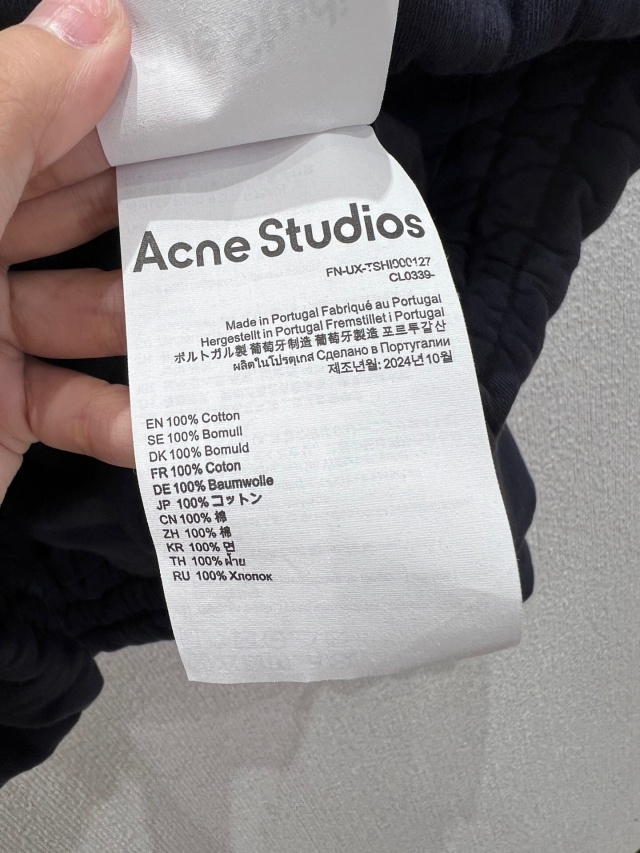 Acne Studios
FN-UX-TSHI000127
CL0339-
Made in Portugal Fabriqué au Portugal
Hergestellt in Portugal Fremstillet i Portugal
ポルトガル製 葡萄牙制造 葡萄牙製造 포르투갈산
ผลิตในโปรตุเกส Сделано в Португалии
제조년월: 2024년 10월
EN 100% Cotton
SE 100% Bomull
DK 100% Bomuld
FR 100% Coton
DE 100% Baumwolle
JP 100% コットン
CN 100% 棉
ZH 100% 棉
KR 100% 면
TH 100% ฝ้าย
RU 100% Хлопок